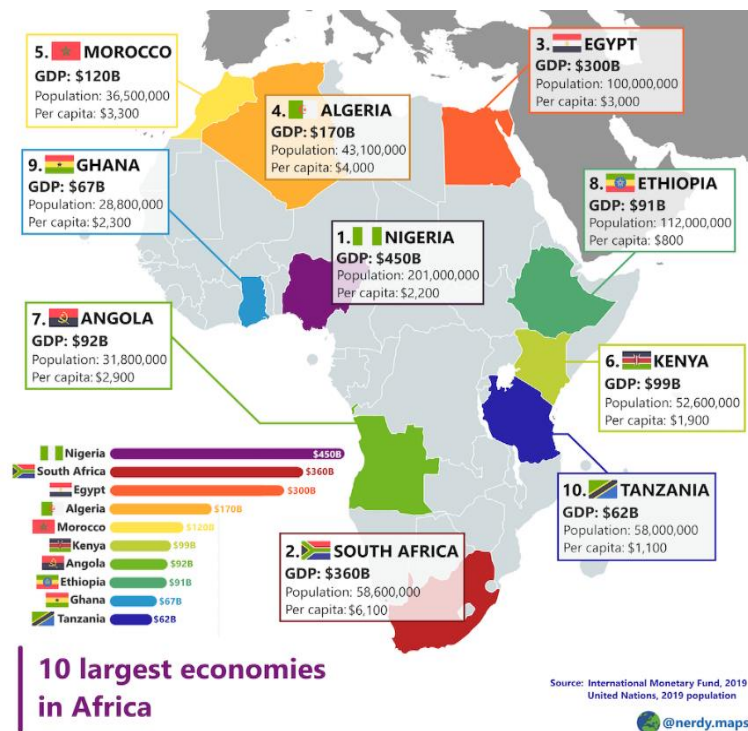 5. MOROCCO
GDP: $120B
Population: 36,500,000
Per capita: $3,300
3. EGYPT
GDP: $300B
Population: 100,000,000
Per capita: $3,000
4. ALGERIA
GDP: $170B
Population: 43,100,000
Per capita: $4,000
9. GHANA
GDP: $67B
Population: 28,800,000
Per capita: $2,300
8. ETHIOPIA
GDP: $91B
Population: 112,000,000
Per capita: $800
1. NIGERIA
GDP: $450B
Population: 201,000,000
Per capita: $2,200
7. ANGOLA
GDP: $92B
Population: 31,800,000
Per capita: $2,900
6. KENYA
GDP: $99B
Population: 52,600,000
Per capita: $1,900
10. TANZANIA
GDP: $62B
Population: 58,000,000
Per capita: $1,100
2. SOUTH AFRICA
GDP: $360B
Population: 58,600,000
Per capita: $6,100
Nigeria $450B
South Africa $360B
Egypt $300B
Algeria $170B
Morocco $120B
Kenya $99B
Angola $92B
Ethiopia $91B
Ghana $67B
Tanzania $62B
10 largest economies
in Africa
Source: International Monetary Fund, 2019
United Nations, 2019 population
@nerdy.maps